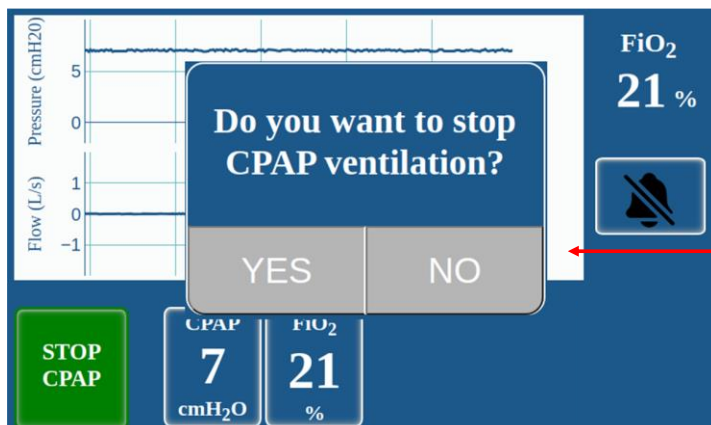 Pressure (cmH20)
5
0
Flow (L/s)
1
0
−1
FiO2
21 %
Do you want to stop
CPAP ventilation?
YES
NO
STOP
CPAP
CPAP
7
cmH2O
FiO2
21
%